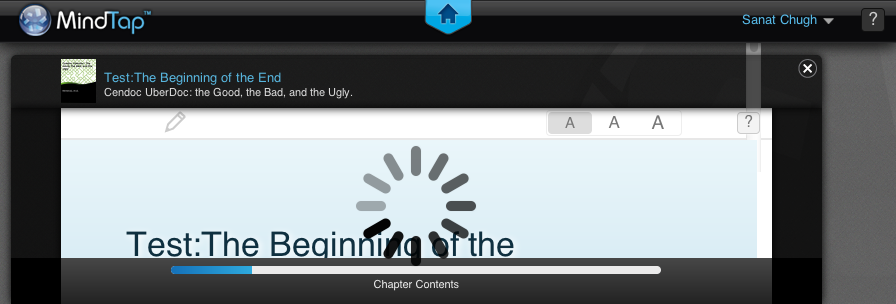 MindTap™
Sanat Chugh
?
Test:The Beginning of the End
Cendoc UberDoc: the Good, the Bad, and the Ugly.
A A A ?
Test:The Beginning of the
Chapter Contents